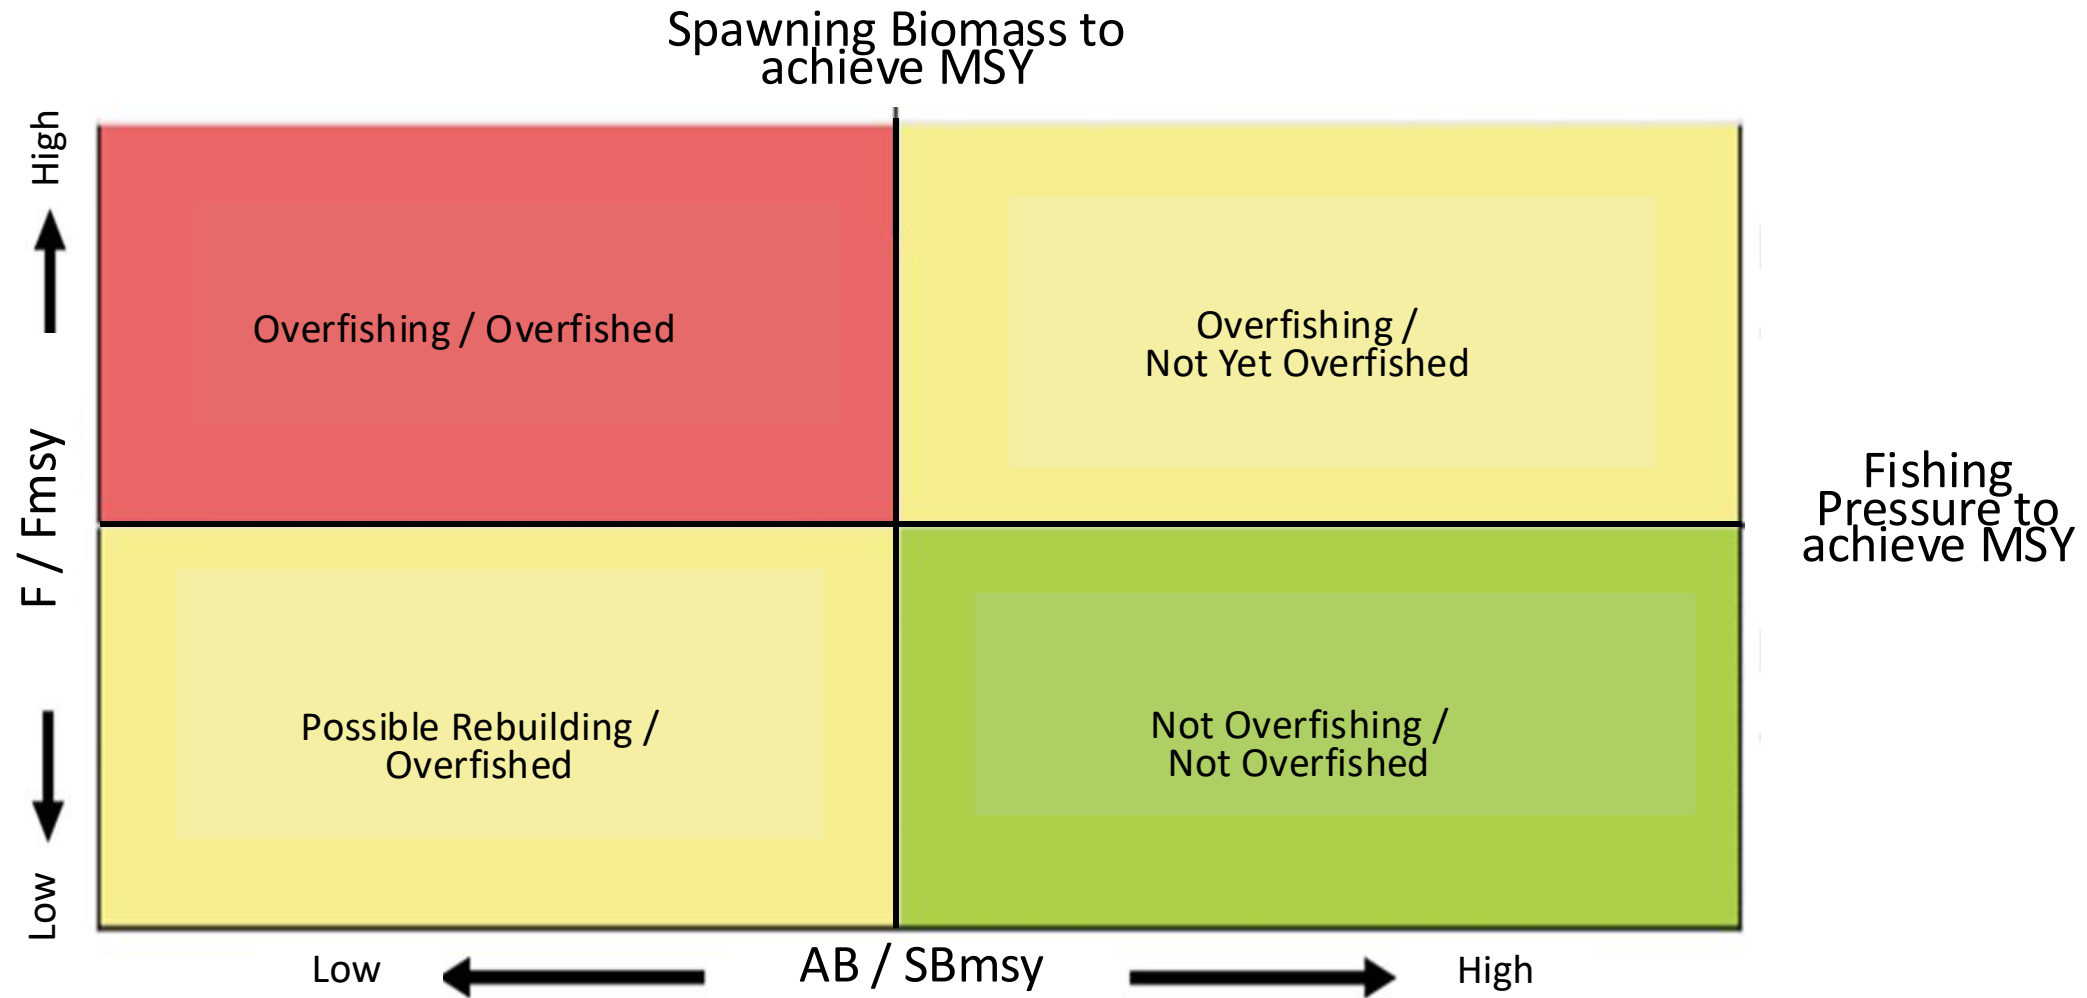 Spawning Biomass to
achieve MSY
High
Overfishing / Overfished
Overfishing /
Not Yet Overfished
F / Fmsy
Fishing
Pressure to
achieve MSY
Possible Rebuilding /
Overfished
Not Overfishing /
Not Overfished
Low
Low
AB / SBmsy
High